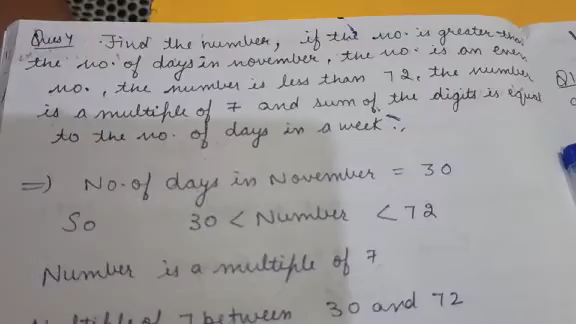 Ques 4 Find the number, if the no. is greater than
the no. of days in november, the no. is an even
no., the number is less than 72, the number
is a multiple of 7 and sum of the digits is equal
to the no. of days in a week.
=) No. of days in November = 30
So 30 < Number < 72
Number is a multiple of 7
of 7 between 30 and 72